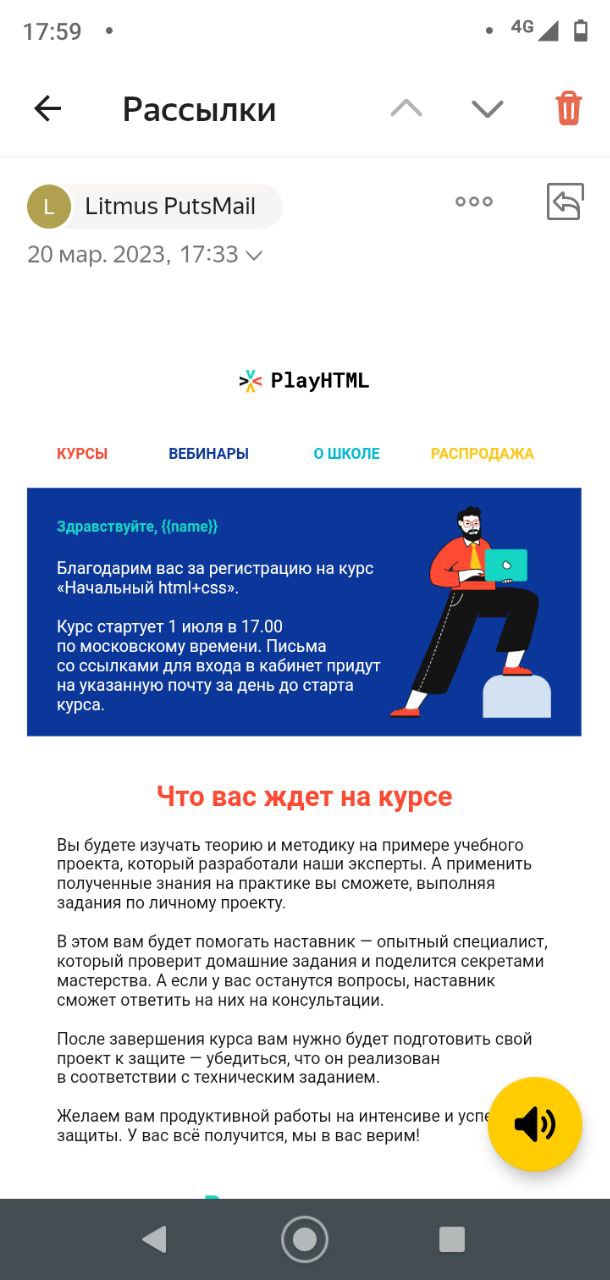 17:59
4G
Рассылки
L
Litmus PutsMail
20 мар. 2023, 17:33
PlayHTML
КУРСЫ ВЕБИНАРЫ О ШКОЛЕ РАСПРОДАЖА
Здравствуйте, {{name}}
Благодарим вас за регистрацию на курс
«Начальный html+css».
Курс стартует 1 июля в 17.00
по московскому времени. Письма
со ссылками для входа в кабинет придут
на указанную почту за день до старта
курса.
Что вас ждет на курсе
Вы будете изучать теорию и методику на примере учебного
проекта, который разработали наши эксперты. А применить
полученные знания на практике вы сможете, выполняя
задания по личному проекту.
В этом вам будет помогать наставник — опытный специалист,
который проверит домашние задания и поделится секретами
мастерства. А если у вас останутся вопросы, наставник
сможет ответить на них на консультации.
После завершения курса вам нужно будет подготовить свой
проект к защите — убедиться, что он реализован
в соответствии с техническим заданием.
Желаем вам продуктивной работы на интенсиве и
защиты. У вас всё получится, мы в вас верим!